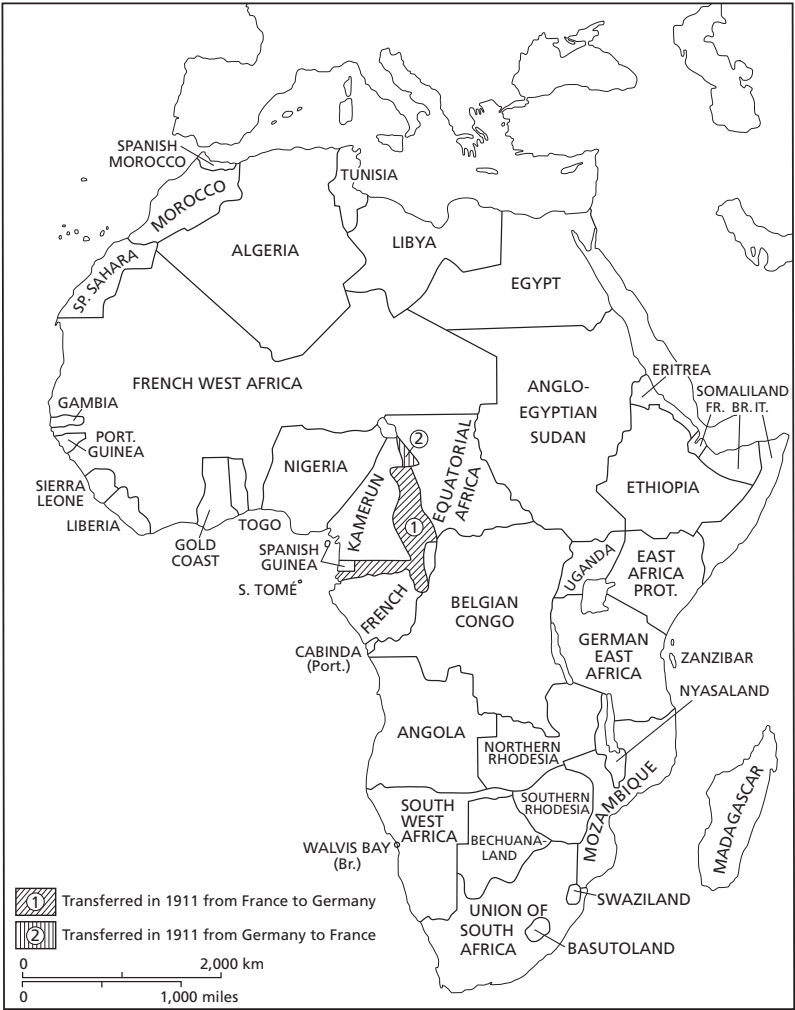 SPANISH
MOROCCO
TUNISIA
MOROCCO
ALGERIA
LIBYA
EGYPT
SP. SAHARA
FRENCH WEST AFRICA
GAMBIA
PORT.
GUINEA
SIERRA
LEONE
LIBERIA
GOLD
COAST
TOGO
NIGERIA
KAMERUN
2
1
EQUATORIAL
AFRICA
ANGLO-
EGYPTIAN
SUDAN
ERITREA
SOMALILAND
FR. BR. IT.
ETHIOPIA
SPANISH
GUINEA
S. TOMÉ
FRENCH
CABINDA
(Port.)
BELGIAN
CONGO
UGANDA
EAST
AFRICA
PROT.
GERMAN
EAST
AFRICA
ZANZIBAR
NYASALAND
ANGOLA
NORTHERN
RHODESIA
SOUTHERN
RHODESIA
MOZAMBIQUE
MADAGASCAR
SOUTH
WEST
AFRICA
BECHUANA-
LAND
WALVIS BAY
(Br.)
SWAZILAND
UNION OF
SOUTH
AFRICA
BASUTOLAND
1 Transferred in 1911 from France to Germany
2 Transferred in 1911 from Germany to France
0 2,000 km
0 1,000 miles